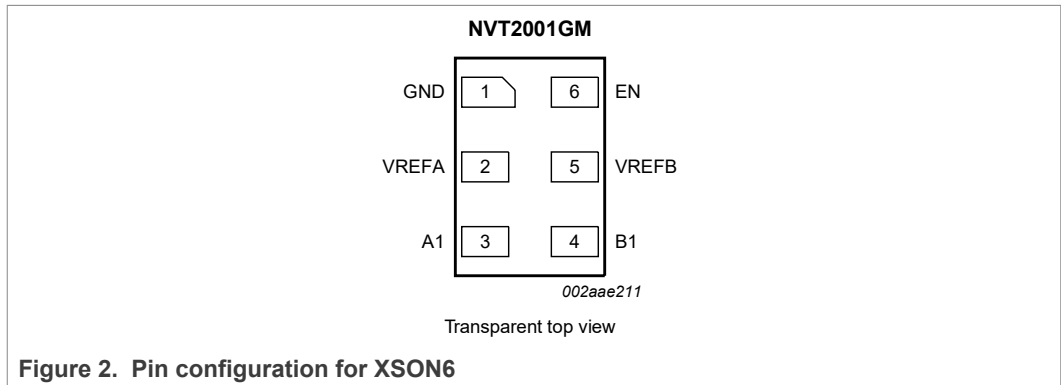 NVT2001GM
GND 1 6 EN
VREFA 2 5 VREFB
A1 3 4 B1
002aae211
Transparent top view
Figure 2. Pin configuration for XSON6